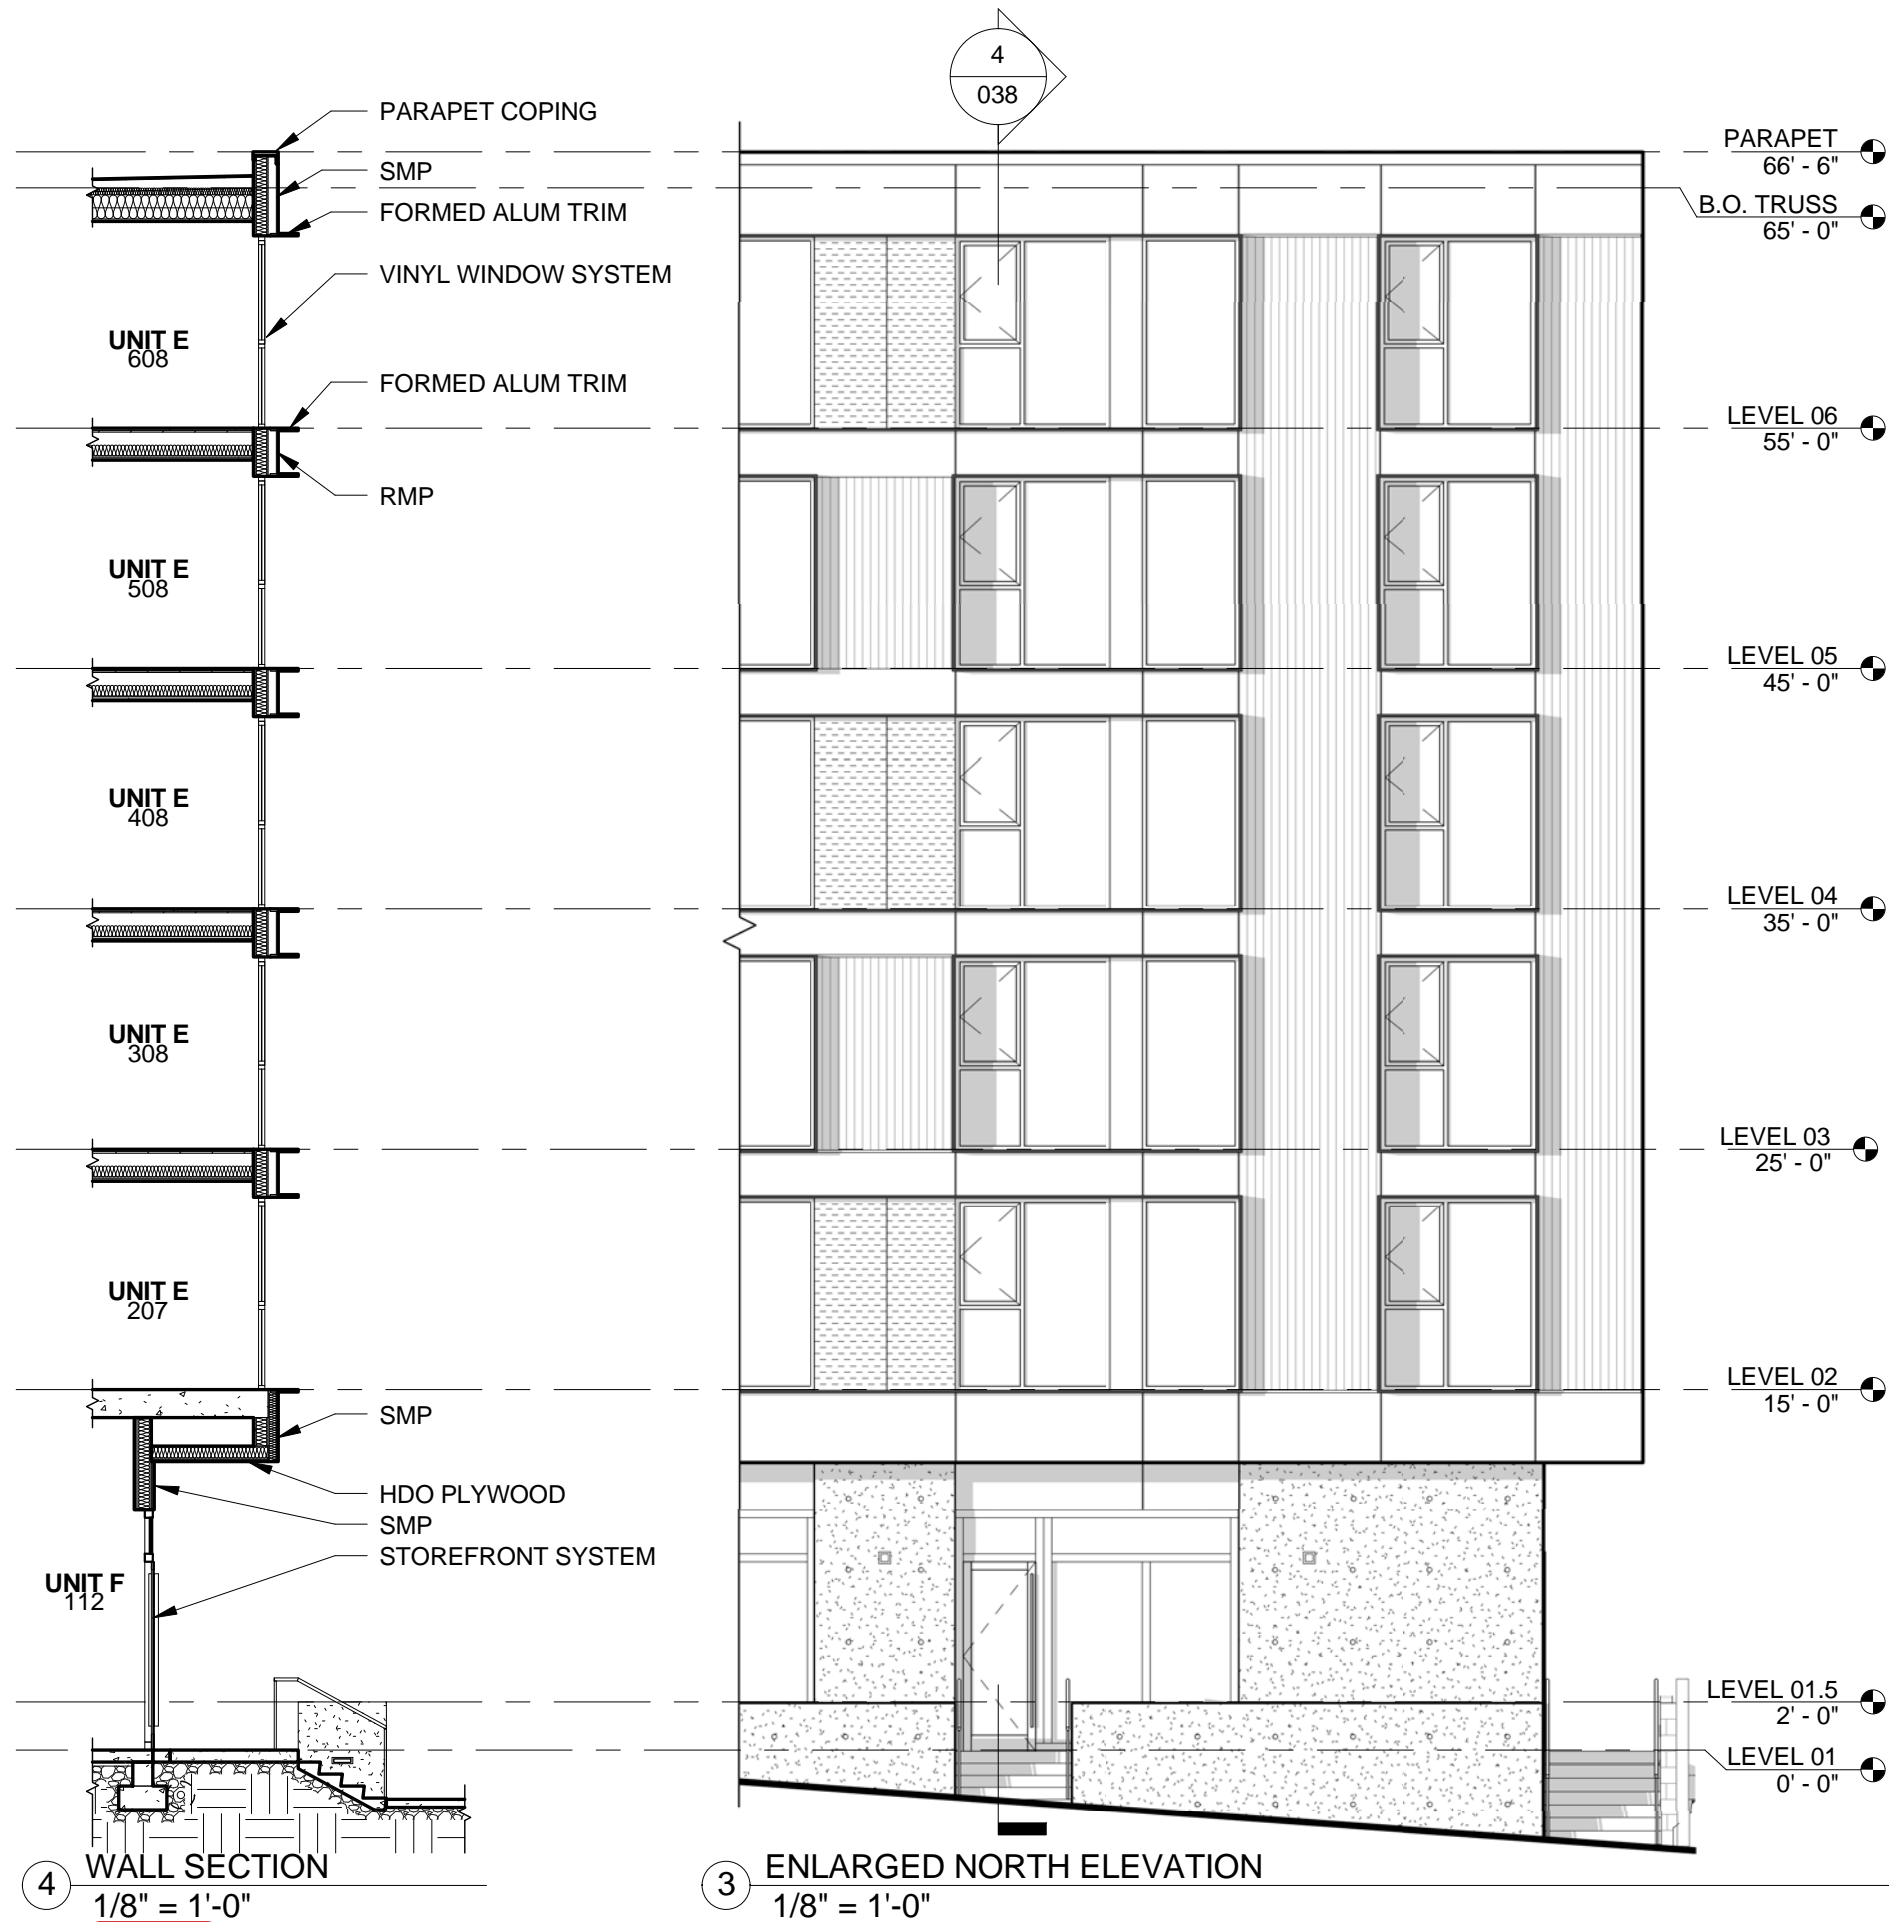 4
038
PARAPET COPING
SMP
FORMED ALUM TRIM
VINYL WINDOW SYSTEM
UNIT E
608
FORMED ALUM TRIM
RMP
UNIT E
508
UNIT E
408
UNIT E
308
UNIT E
207
SMP
HDO PLYWOOD
SMP
STOREFRONT SYSTEM
UNIT F
112
PARAPET
66' - 6"
B.O. TRUSS
65' - 0"
LEVEL 06
55' - 0"
LEVEL 05
45' - 0"
LEVEL 04
35' - 0"
LEVEL 03
25' - 0"
LEVEL 02
15' - 0"
LEVEL 01.5
2' - 0"
LEVEL 01
0' - 0"
4 WALL SECTION
1/8" = 1'-0"
3 ENLARGED NORTH ELEVATION
1/8" = 1'-0"